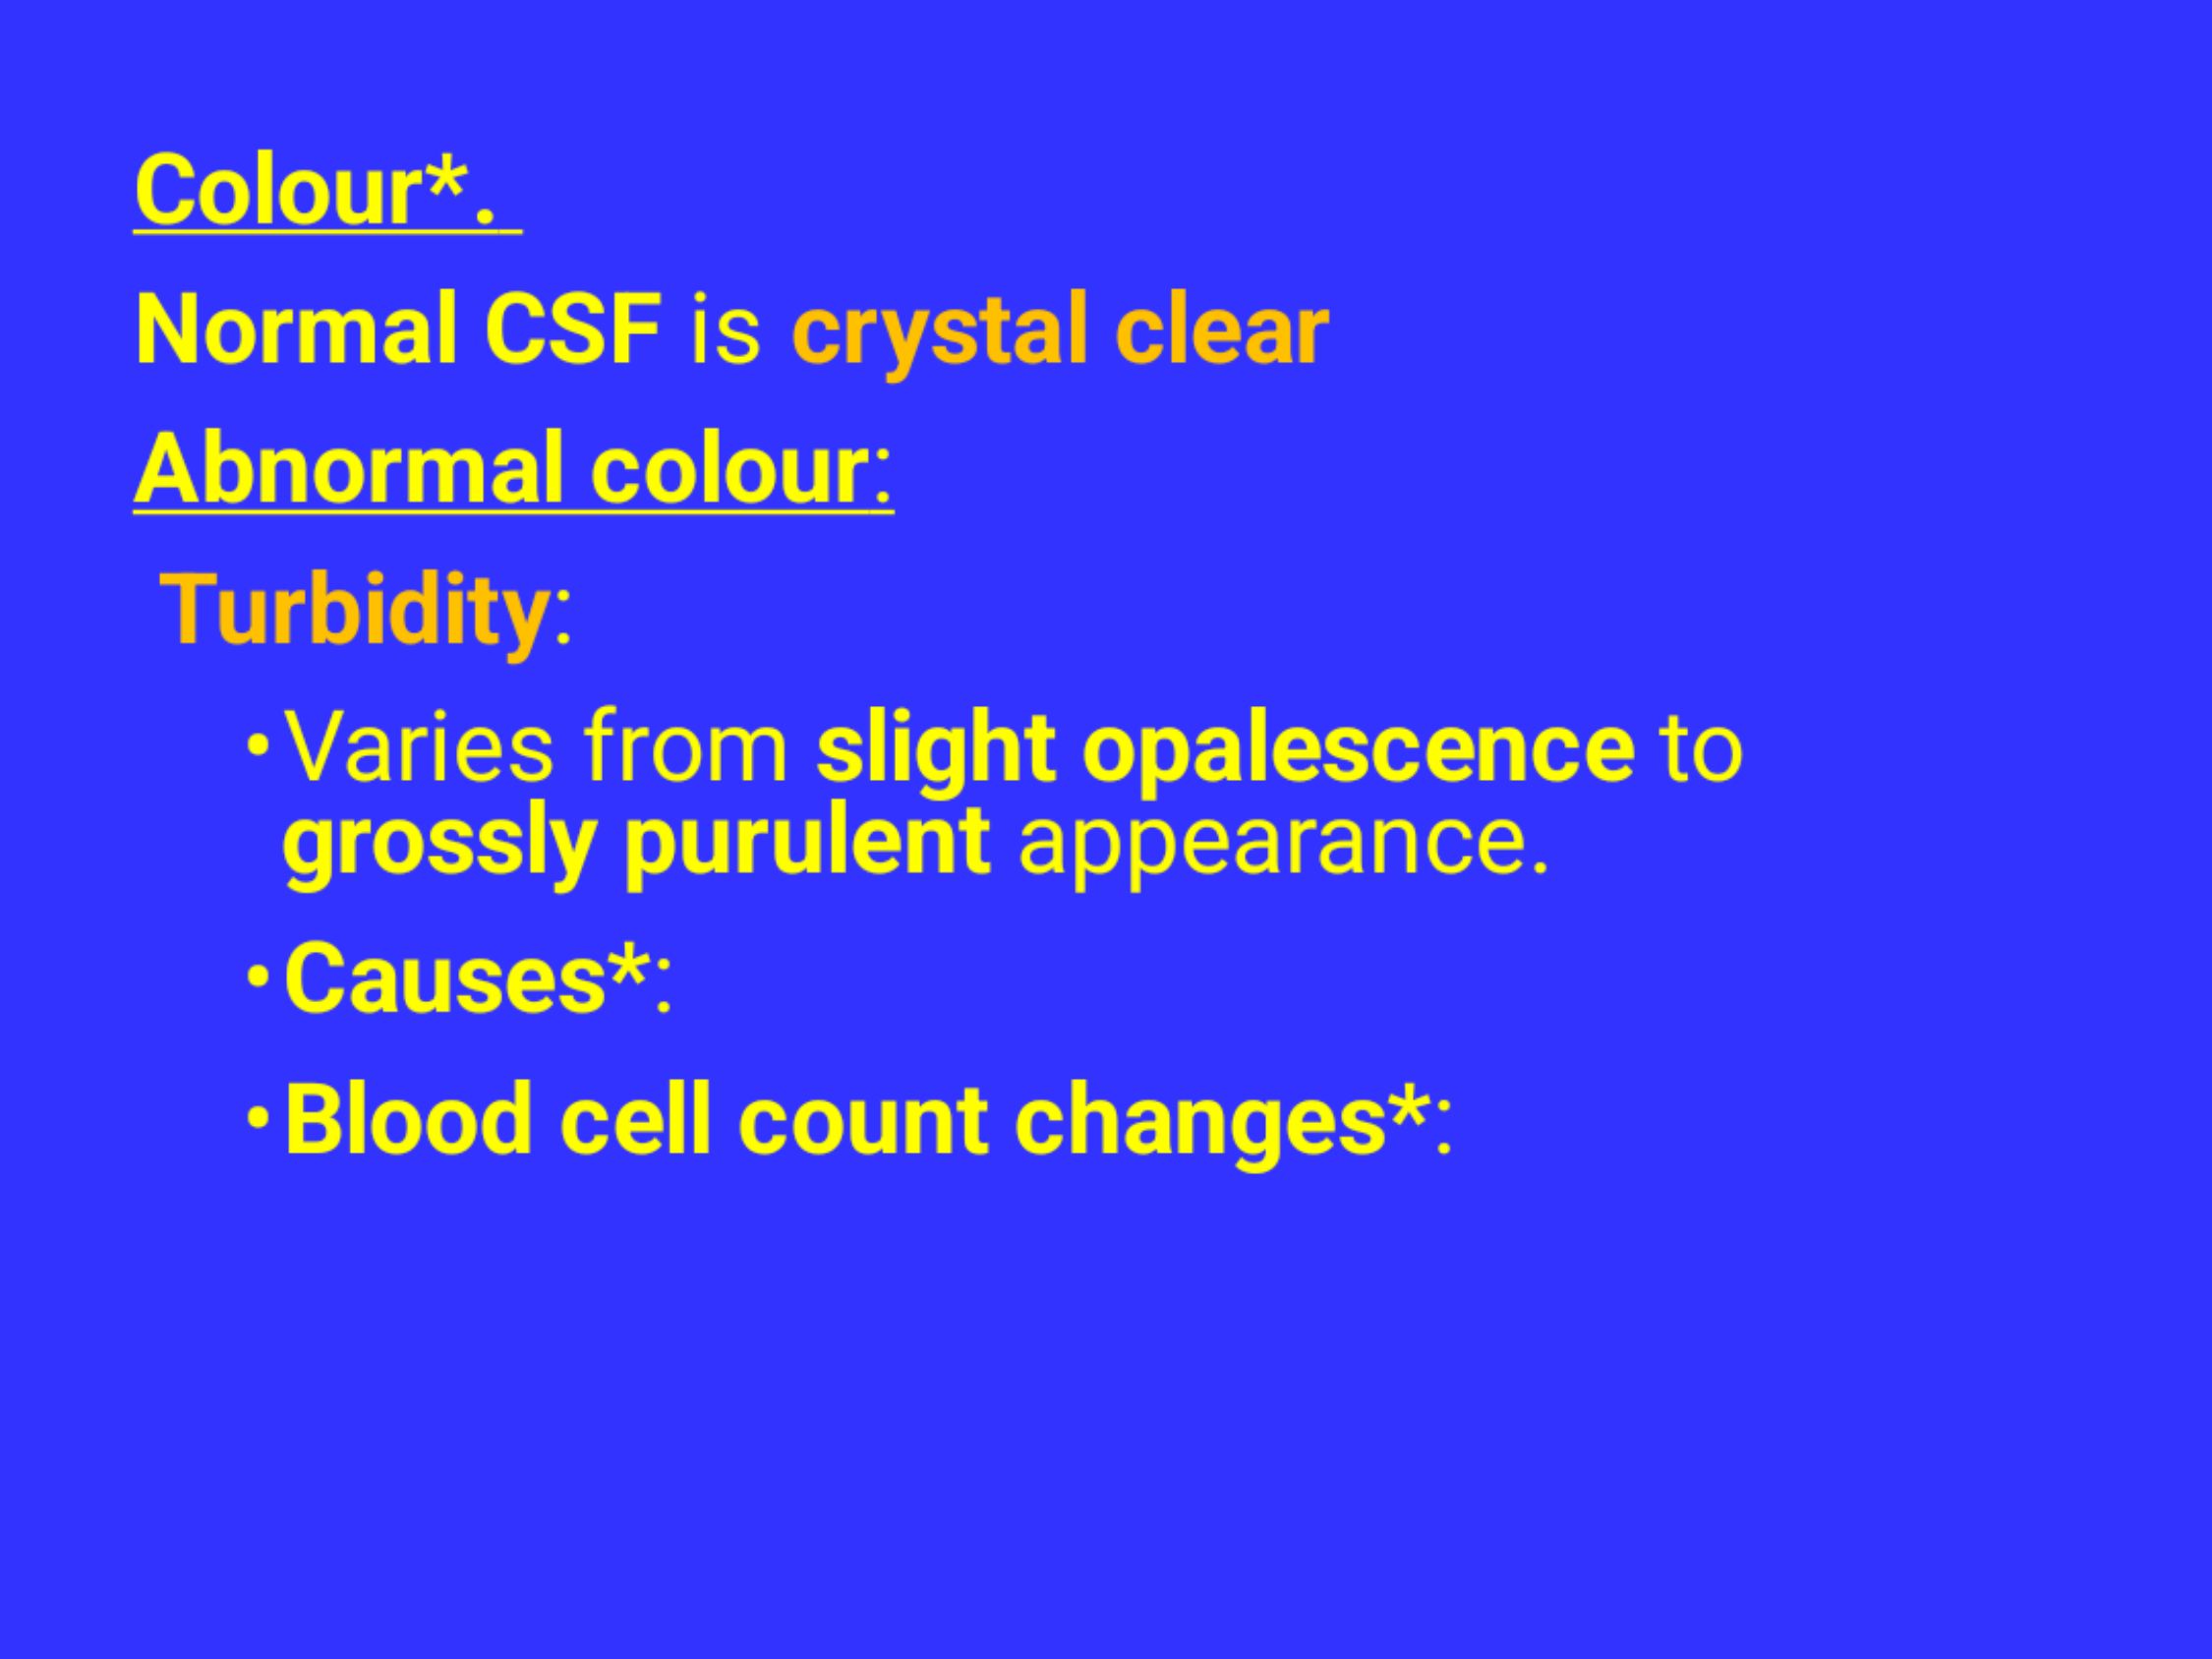 Colour*.
Normal CSF is crystal clear
Abnormal colour:
Turbidity:
•Varies from slight opalescence to
grossly purulent appearance.
•Causes*:
•Blood cell count changes*: